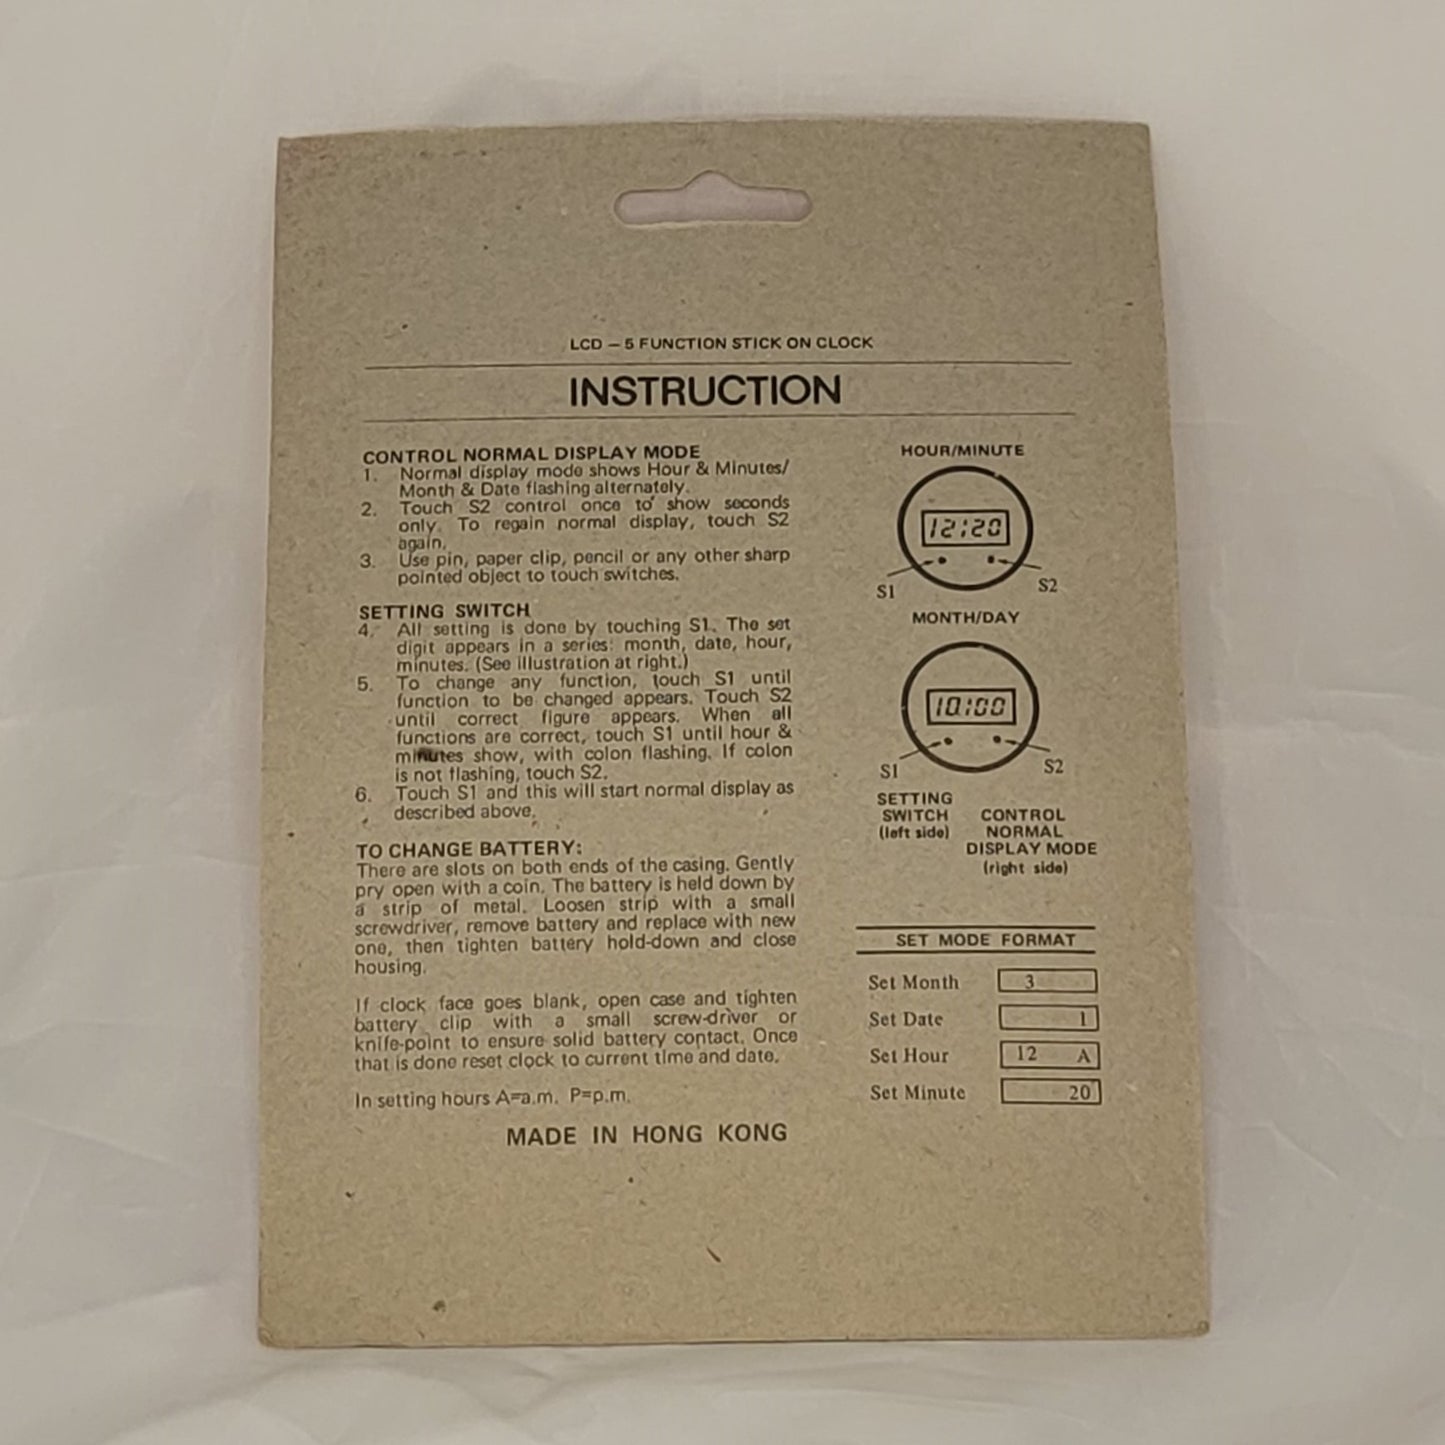 LCD – 5 FUNCTION STICK ON CLOCK
INSTRUCTION
CONTROL NORMAL DISPLAY MODE
1. Normal display mode shows Hour & Minutes/
Month & Date flashing alternately.
2. Touch S2 control once to show seconds
only. To regain normal display, touch S2
again.
3. Use pin, paper clip, pencil or any other sharp
pointed object to touch switches.
SETTING SWITCH
4. All setting is done by touching S1. The set
digit appears in a series: month, date, hour,
minutes. (See illustration at right.)
5. To change any function, touch S1 until
function to be changed appears. Touch S2
until correct figure appears. When all
functions are correct, touch S1 until hour &
minutes show, with colon flashing. If colon
is not flashing, touch S2.
6. Touch S1 and this will start normal display as
described above.
TO CHANGE BATTERY:
There are slots on both ends of the casing. Gently
pry open with a coin. The battery is held down by
a strip of metal. Loosen strip with a small
screwdriver, remove battery and replace with new
one, then tighten battery hold-down and close
housing.
If clock face goes blank, open case and tighten
battery clip with a small screw-driver or
knife-point to ensure solid battery contact. Once
that is done reset clock to current time and date.
In setting hours A=a.m. P=p.m.
MADE IN HONG KONG
HOUR/MINUTE
12:20
S1 S2
MONTH/DAY
10:00
S1 S2
SETTING
SWITCH
(left side)
CONTROL
NORMAL
DISPLAY MODE
(right side)
SET MODE FORMAT
Set Month 3
Set Date 1
Set Hour 12 A
Set Minute 20